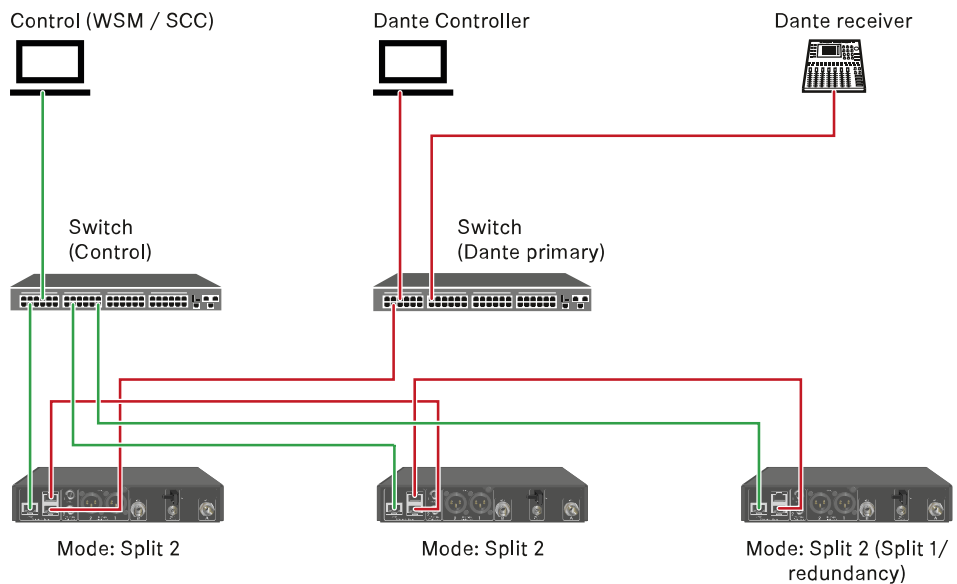 Control (WSM / SCC)
Dante Controller
Dante receiver
Switch
(Control)
Switch
(Dante primary)
Mode: Split 2
Mode: Split 2
Mode: Split 2 (Split 1/
redundancy)